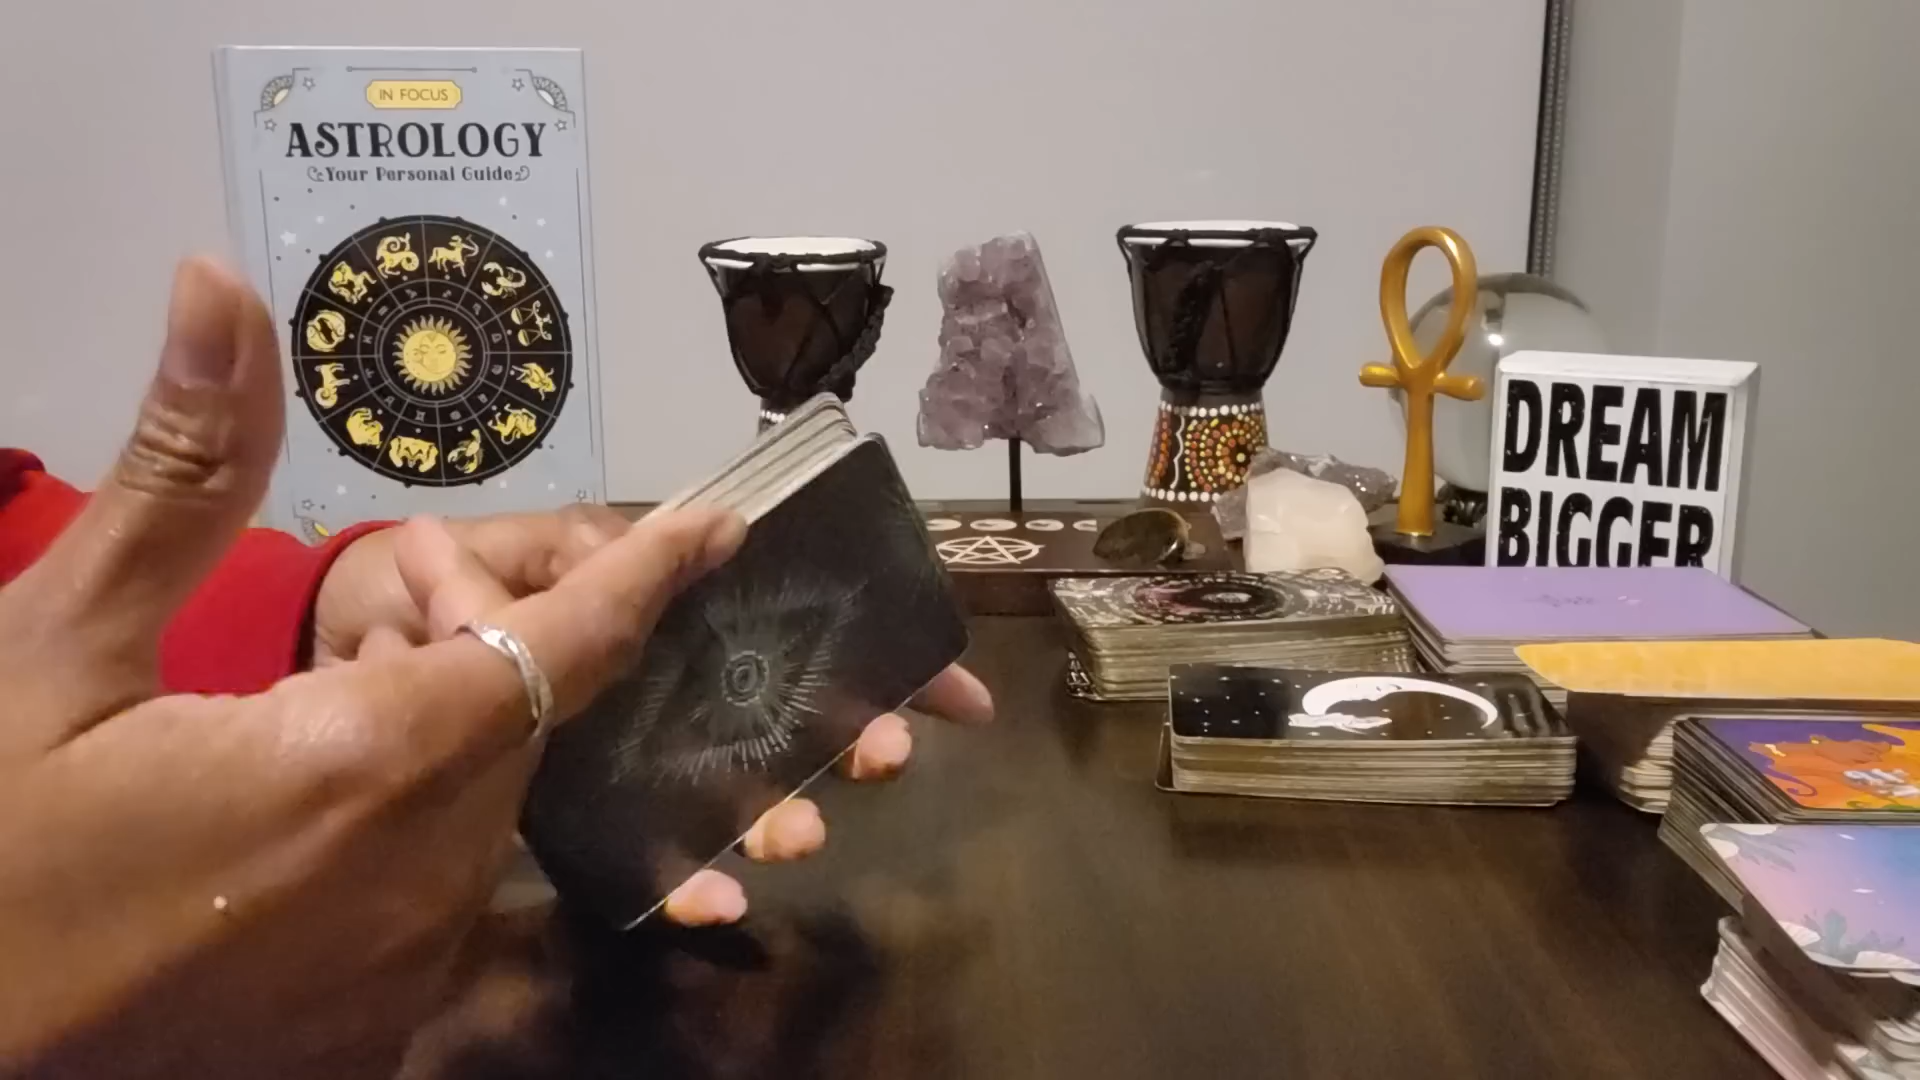 IN FOCUS
ASTROLOGY
Your Personal Guide
DREAM
BIGGER